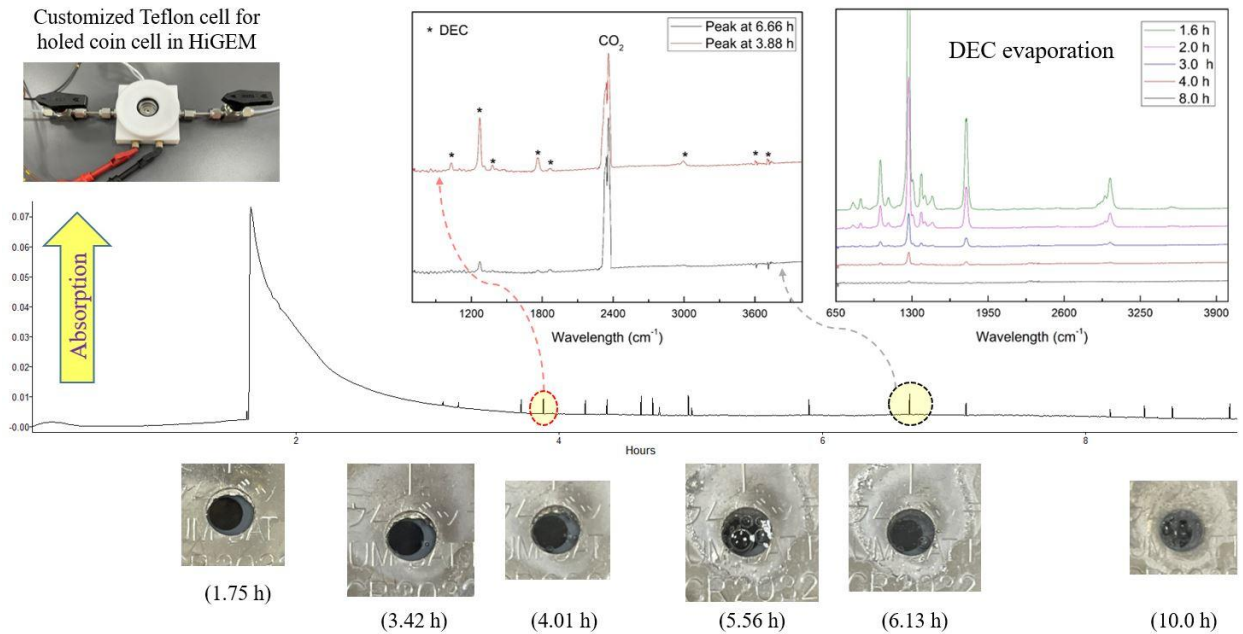 Customized Teflon cell for
holed coin cell in HiGEM
* DEC
CO2
Peak at 6.66 h
Peak at 3.88 h
1200 1800 2400 3000 3600
Wavelength (cm-1)
DEC evaporation
1.6 h
2.0 h
3.0 h
4.0 h
8.0 h
650 1300 1950 2600 3250 3900
Wavelength (cm-1)
Absorption
0.07
0.06
0.05
0.04
0.03
0.02
0.01
-0.00
2 4 6 8
Hours
(1.75 h)
(3.42 h)
(4.01 h)
(5.56 h)
(6.13 h)
(10.0 h)